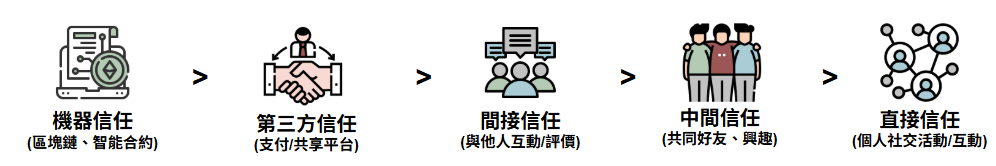 機器信任
(區塊鏈、智能合約)
>
第三方信任
(支付/共享平台)
>
間接信任
(與他人互動/評價)
>
中間信任
(共同好友、興趣)
>
直接信任
(個人社交活動/互動)